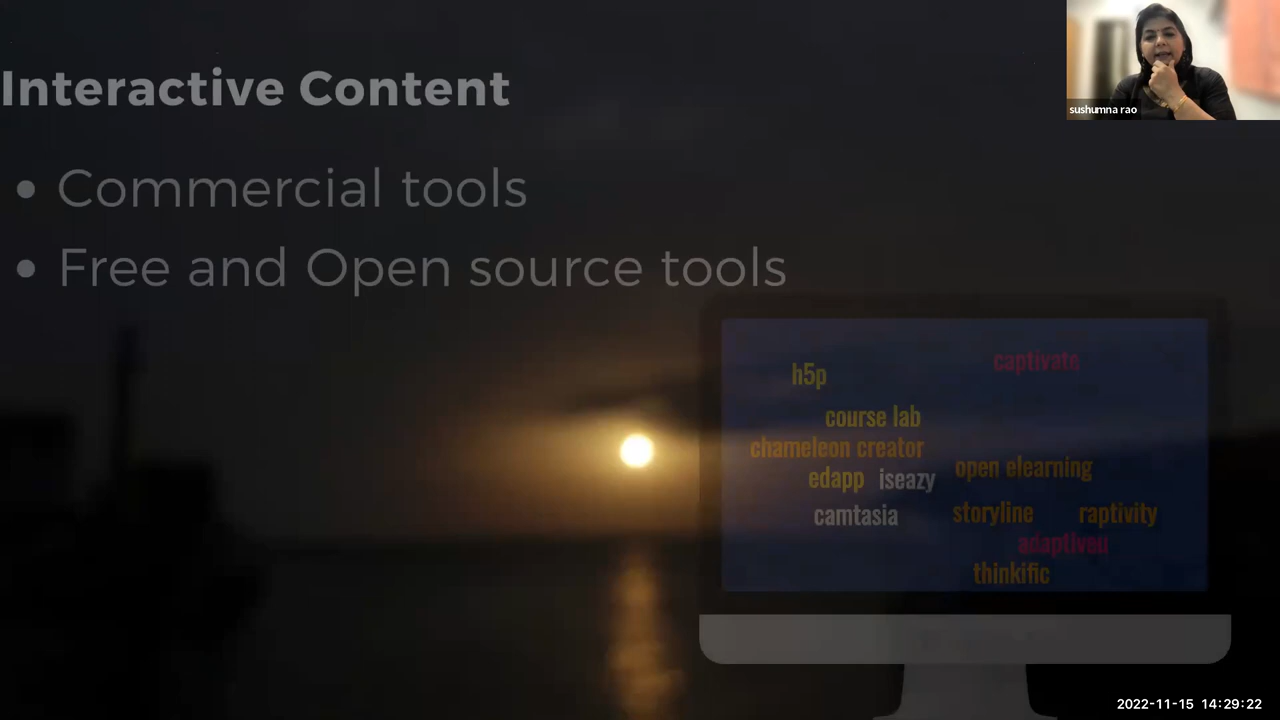 Interactive Content
• Commercial tools
• Free and Open source tools
sushumna rao
h5p
captivate
course lab
chameleon creator
open elearning
edapp
iseazy
camtasia
storyline
raptivity
adaptiveu
thinkific
2022-11-15 14:29:22